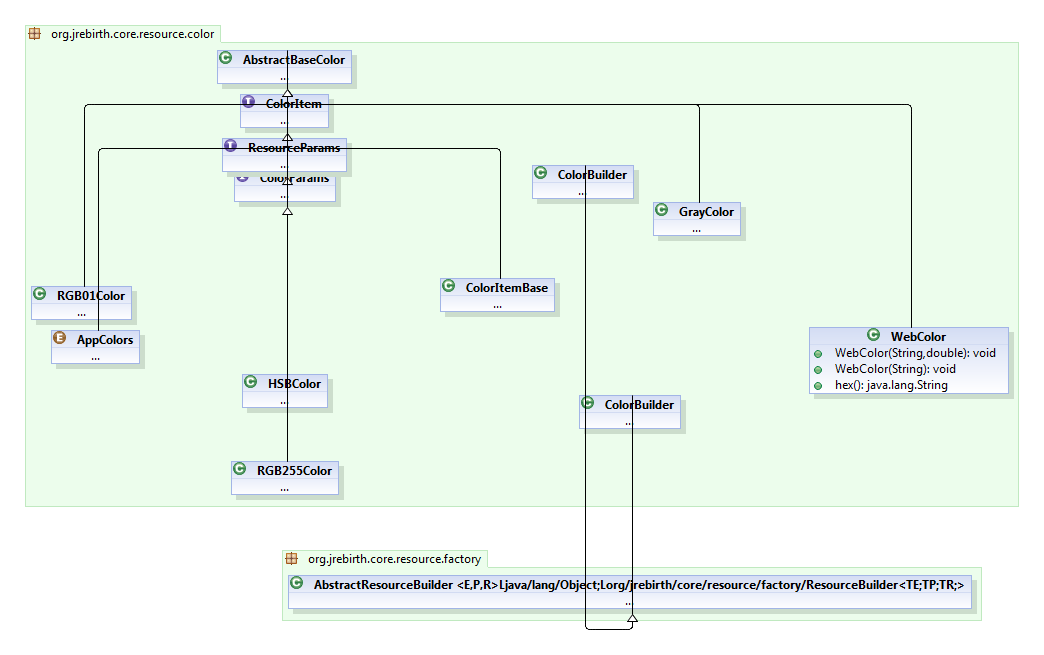 org.jrebirth.core.resource.color
C AbstractBaseColor
...
I ColorItem
...
I ResourceParams
...
I ColorParams
...
C ColorBuilder
...
C GrayColor
...
C RGB01Color
...
C ColorItemBase
...
E AppColors
...
C WebColor
WebColor(String,double): void
WebColor(String): void
hex(): java.lang.String
C HSBColor
...
C ColorBuilder
...
C RGB255Color
...
org.jrebirth.core.resource.factory
C AbstractResourceBuilder <E,P,R>Ljava/lang/Object;Lorg/jrebirth/core/resource/factory/ResourceBuilder<TE;TP;TR;>
...